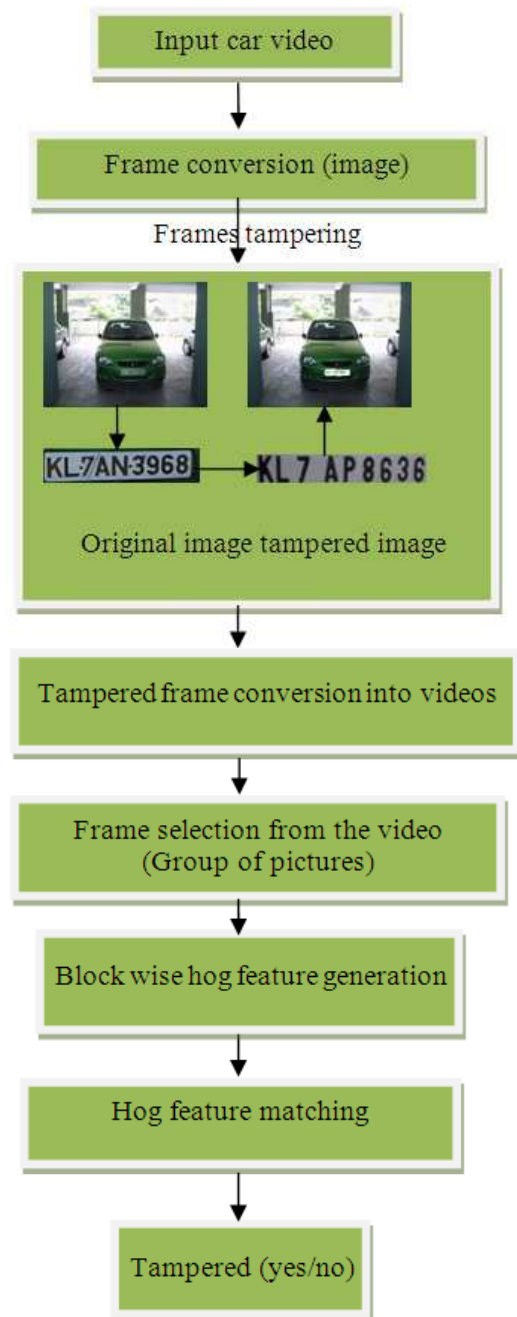 Input car video
Frame conversion (image)
Frames tampering
KL·7AN·3968
KL 7 AP8636
Original image tampered image
Tampered frame conversion into videos
Frame selection from the video
(Group of pictures)
Block wise hog feature generation
Hog feature matching
Tampered (yes/no)